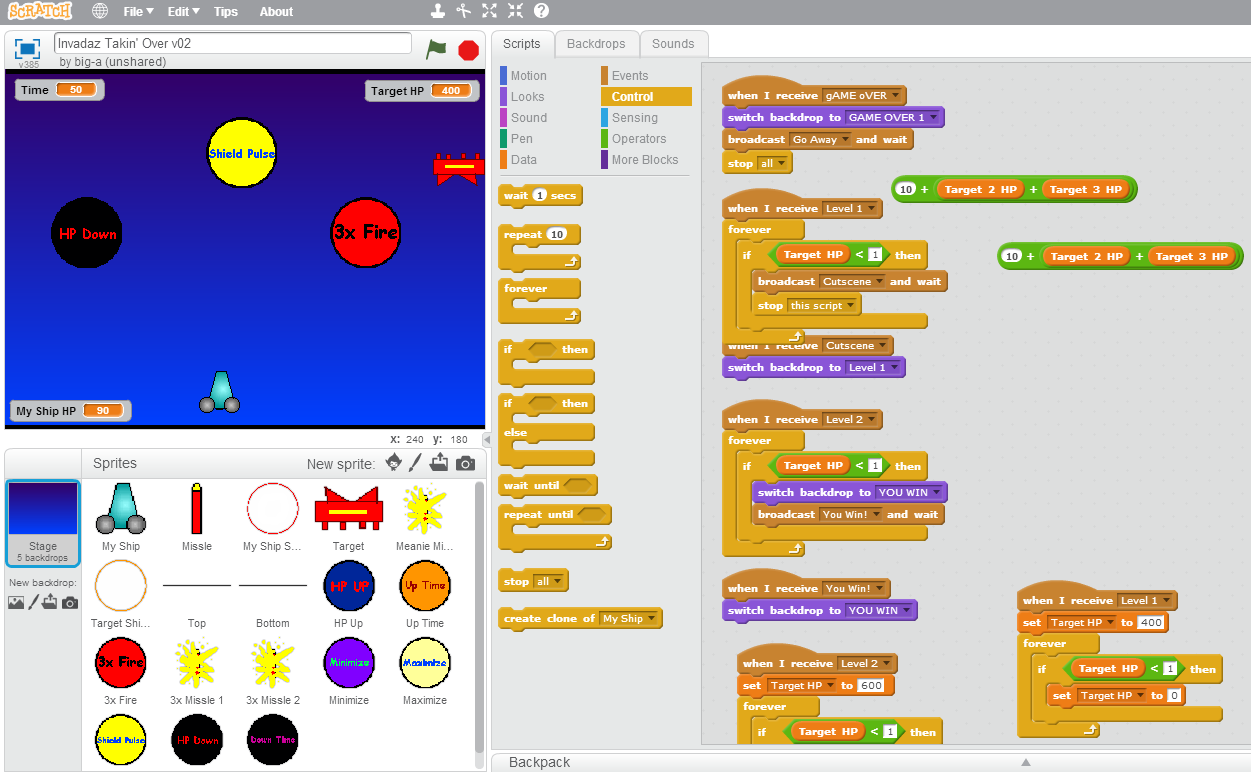 SCRATCH File Edit Tips About
Invadaz Takin' Over v02
by big-a (unshared)
v385
Time 50
Target HP 400
Shield Pulse
HP Down
3x Fire
My Ship HP 90
x: 240 y: 180
Sprites New sprite:
Stage
5 backdrops
New backdrop:
My Ship Missle My Ship S... Target Meanie Mi...
HP UP Up Time
Target Shi... Top Bottom HP Up Up Time
3x Fire Minimize Maximize
3x Fire 3x Missle 1 3x Missle 2 Minimize Maximize
Shield Pulse HP Down Down Time
Scripts Backdrops Sounds
Motion Events
Looks Control
Sound Sensing
Pen Operators
Data More Blocks
wait 1 secs
repeat 10
forever
if then
if then
else
wait until
repeat until
stop all
create clone of My Ship
when I receive gAME oVER
switch backdrop to GAME OVER 1
broadcast Go Away and wait
stop all
10 + Target 2 HP + Target 3 HP
when I receive Level 1
forever
if Target HP < 1 then
broadcast Cutscene and wait
stop this script
10 + Target 2 HP + Target 3 HP
when I receive Cutscene
switch backdrop to Level 1
when I receive Level 2
forever
if Target HP < 1 then
switch backdrop to YOU WIN
broadcast You Win! and wait
when I receive You Win!
switch backdrop to YOU WIN
when I receive Level 2
set Target HP to 600
forever
if Target HP < 1 then
when I receive Level 1
set Target HP to 400
forever
if Target HP < 1 then
set Target HP to 0
Backpack